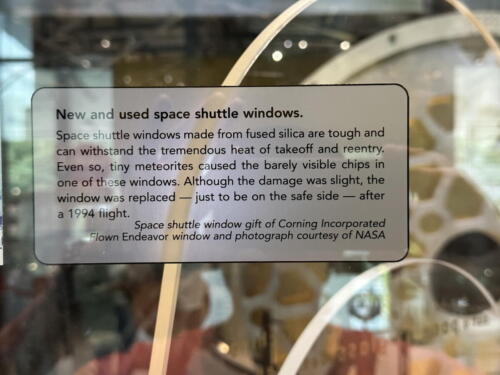 New and used space shuttle windows.
Space shuttle windows made from fused silica are tough and
can withstand the tremendous heat of takeoff and reentry.
Even so, tiny meteorites caused the barely visible chips in
one of these windows. Although the damage was slight, the
window was replaced — just to be on the safe side — after
a 1994 flight.
Space shuttle window gift of Corning Incorporated
Flown Endeavor window and photograph courtesy of NASA